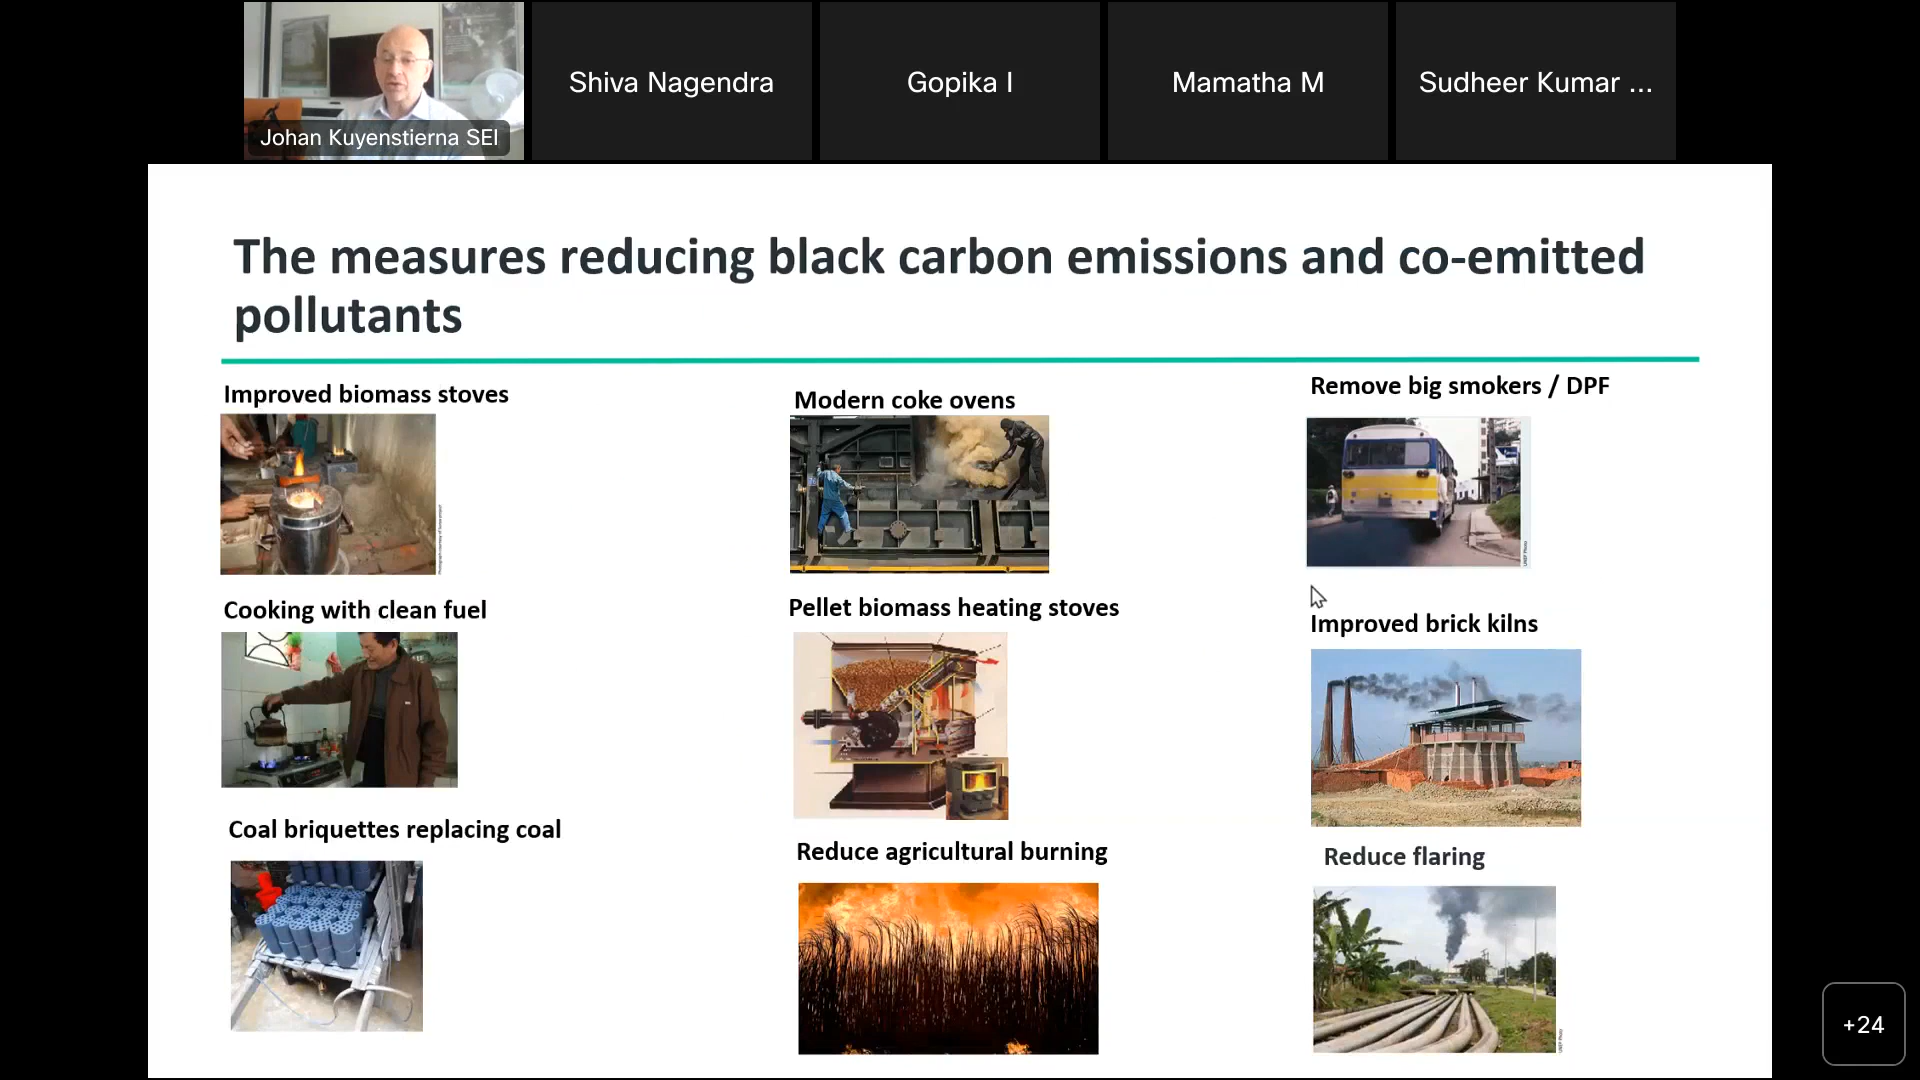 Johan Kuyenstierna SEI
Shiva Nagendra
Gopika I
Mamatha M
Sudheer Kumar ...
The measures reducing black carbon emissions and co-emitted
pollutants
Improved biomass stoves
Modern coke ovens
Remove big smokers / DPF
Cooking with clean fuel
Pellet biomass heating stoves
Improved brick kilns
Coal briquettes replacing coal
Reduce agricultural burning
Reduce flaring
+24